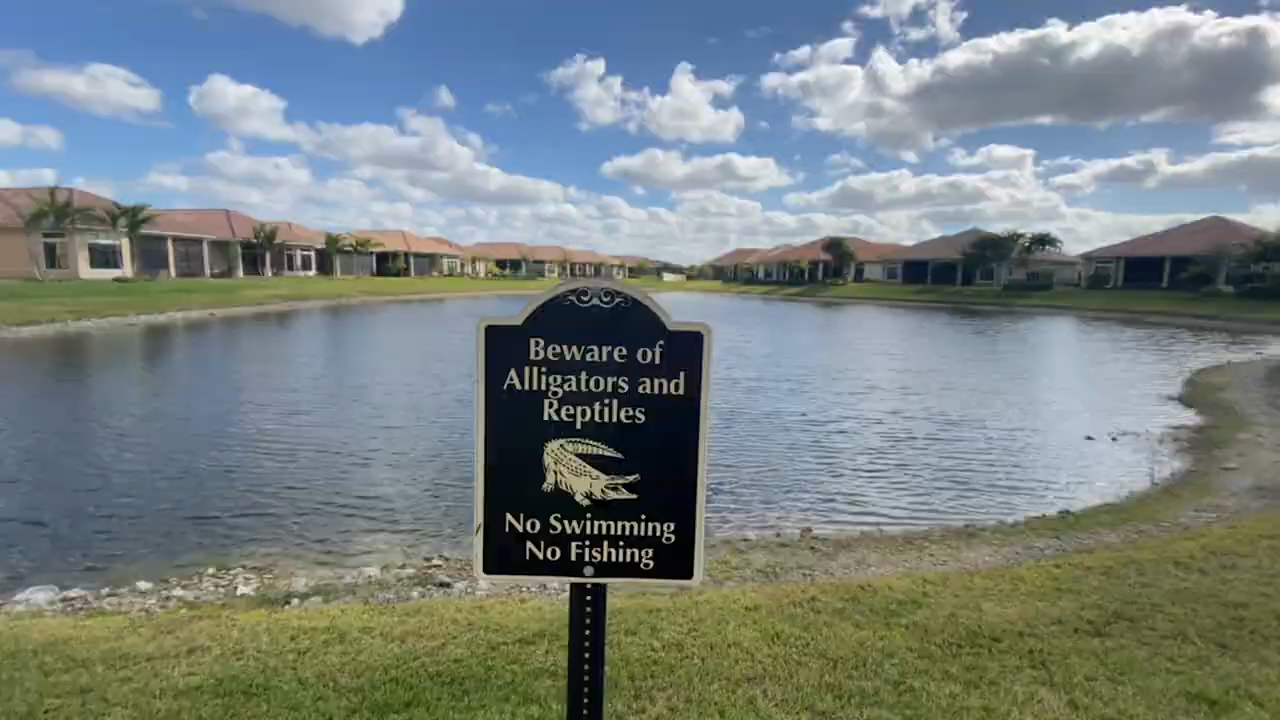 Beware of
Alligators and
Reptiles
No Swimming
No Fishing